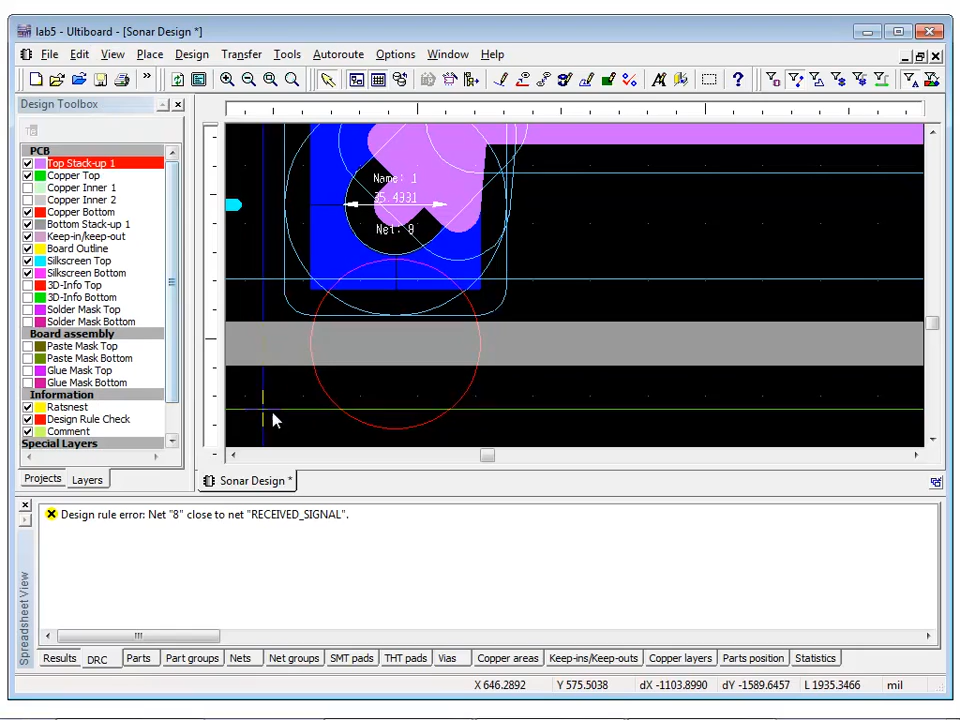 lab5 - Ultiboard - [Sonar Design *]
File Edit View Place Design Transfer Tools Autoroute Options Window Help
Design Toolbox
PCB
Top Stack-up 1
Copper Top
Copper Inner 1
Copper Inner 2
Copper Bottom
Bottom Stack-up 1
Keep-in/keep-out
Board Outline
Silkscreen Top
Silkscreen Bottom
3D-Info Top
3D-Info Bottom
Solder Mask Top
Solder Mask Bottom
Board assembly
Paste Mask Top
Paste Mask Bottom
Glue Mask Top
Glue Mask Bottom
Information
Ratsnest
Design Rule Check
Comment
Special Layers
Projects Layers
Name: 1
35.4331
Net: 8
Sonar Design *
Design rule error: Net "8" close to net "RECEIVED_SIGNAL".
Spreadsheet View
Results DRC Parts Part groups Nets Net groups SMT pads THT pads Vias Copper areas Keep-ins/Keep-outs Copper layers Parts position Statistics
X 646.2892 Y 575.5038 dX -1103.8990 dY -1589.6457 L 1935.3466 mil